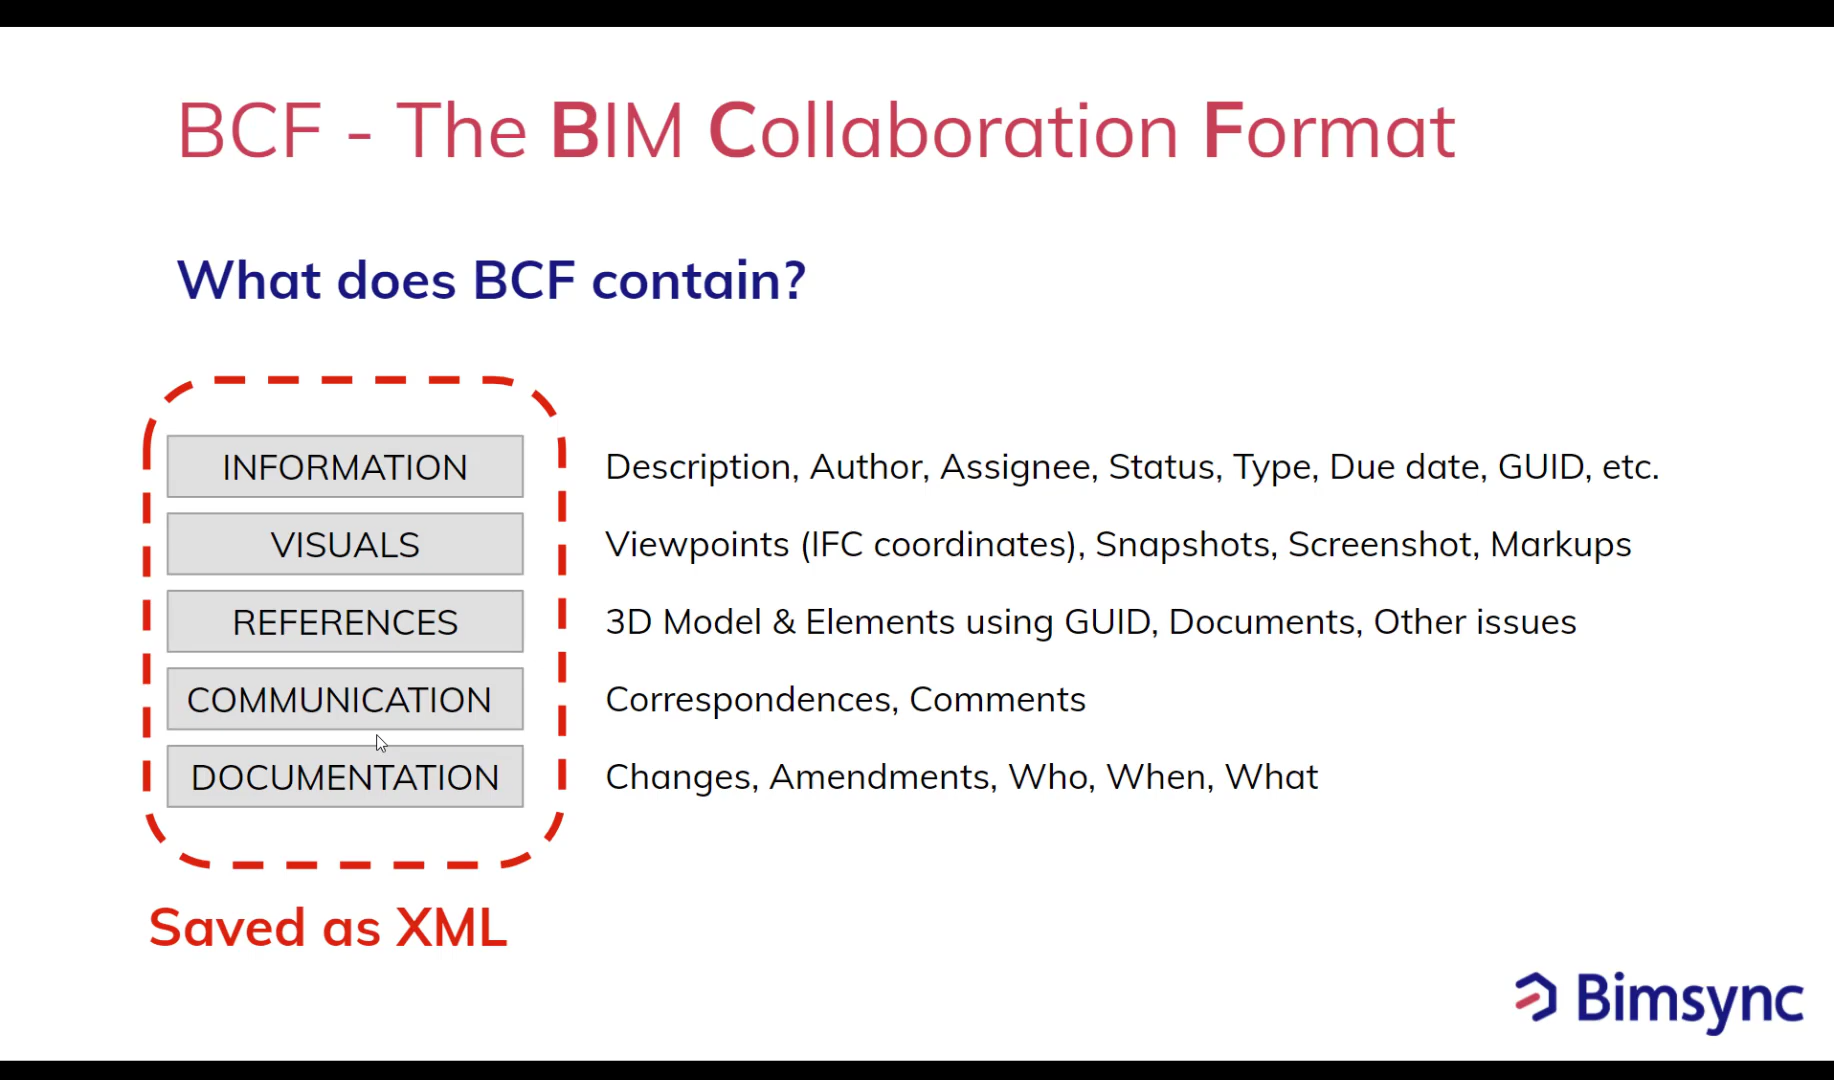 BCF - The BIM Collaboration Format
What does BCF contain?
INFORMATION
Description, Author, Assignee, Status, Type, Due date, GUID, etc.
VISUALS
Viewpoints (IFC coordinates), Snapshots, Screenshot, Markups
REFERENCES
3D Model & Elements using GUID, Documents, Other issues
COMMUNICATION
Correspondences, Comments
DOCUMENTATION
Changes, Amendments, Who, When, What
Saved as XML
Bimsync